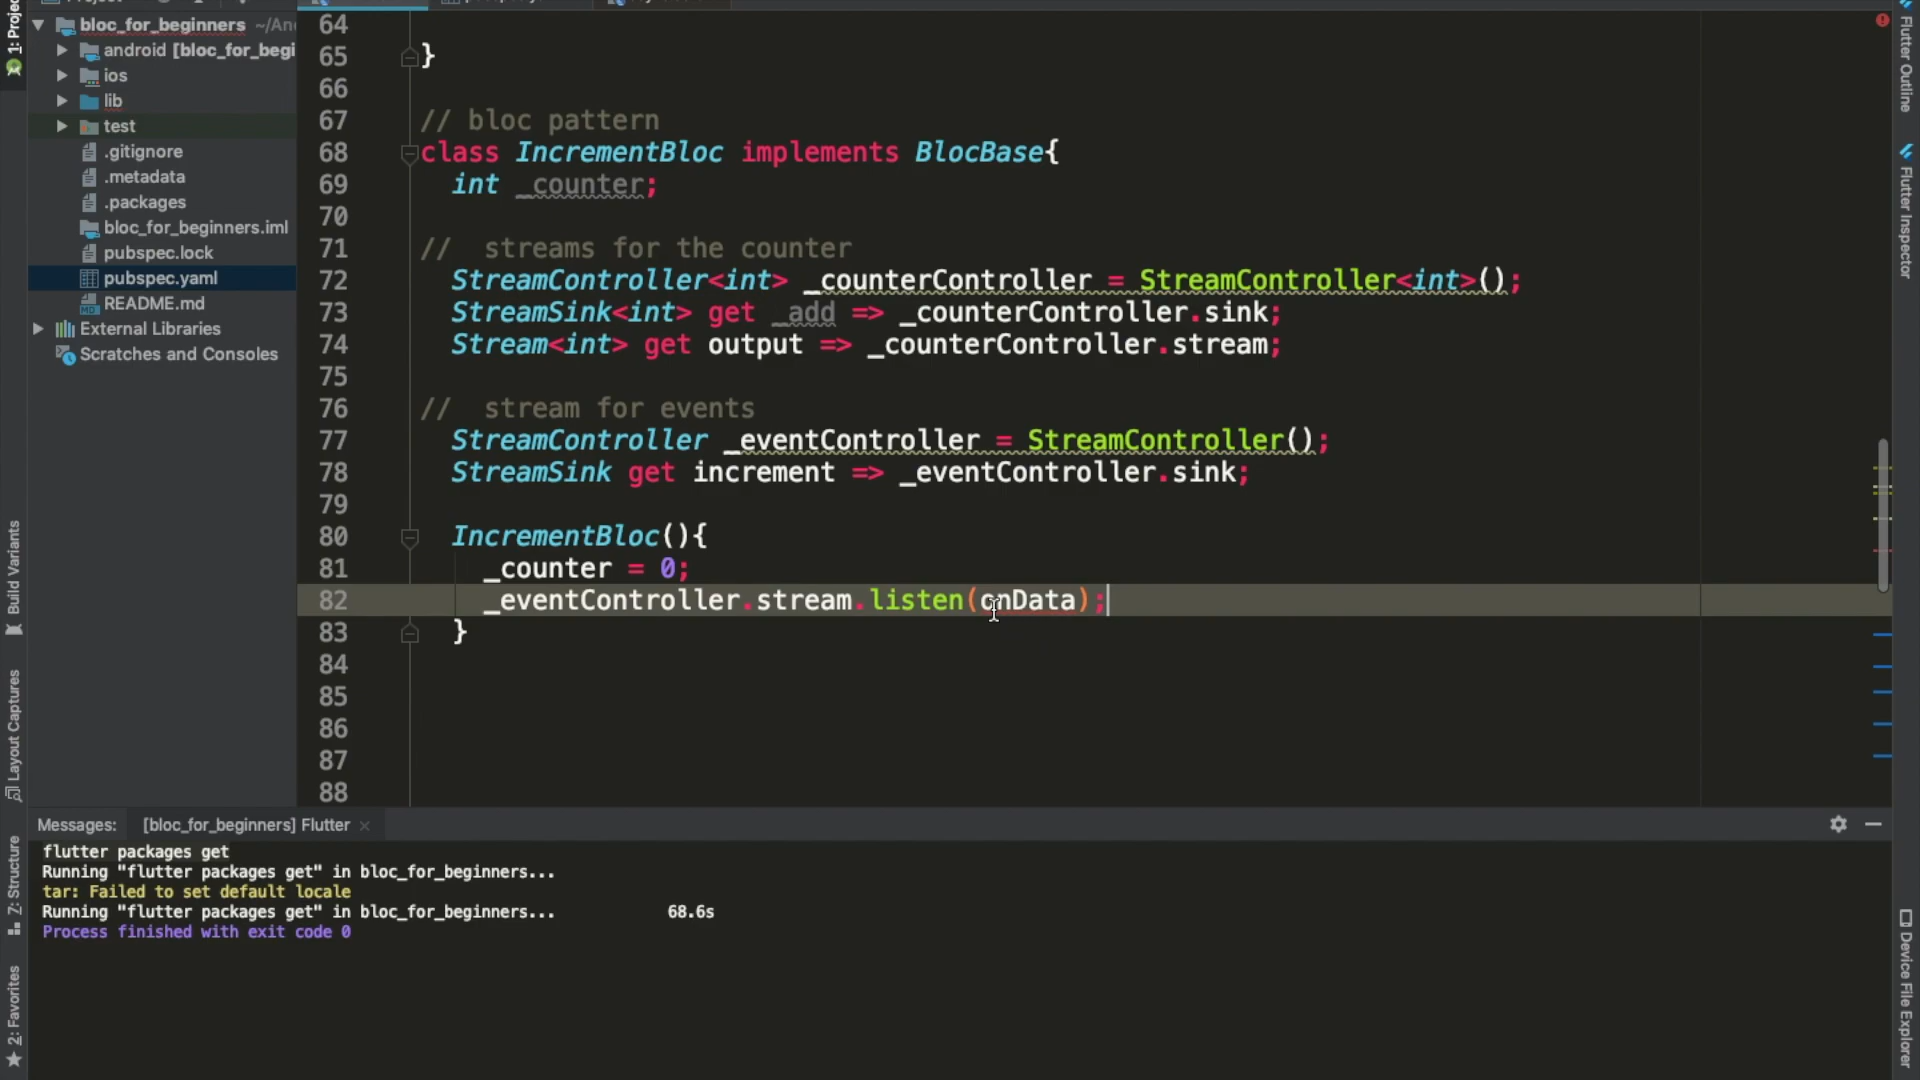 1: Project
bloc_for_beginners ~/An
android [bloc_for_begi
ios
lib
test
.gitignore
.metadata
.packages
bloc_for_beginners.iml
pubspec.lock
pubspec.yaml
README.md
External Libraries
Scratches and Consoles
Build Variants
Layout Captures
Z: Structure
2: Favorites
64
65 }
66
67 // bloc pattern
68 class IncrementBloc implements BlocBase{
69 int _counter;
70
71 // streams for the counter
72 StreamController<int> _counterController = StreamController<int>();
73 StreamSink<int> get _add => _counterController.sink;
74 Stream<int> get output => _counterController.stream;
75
76 // stream for events
77 StreamController _eventController = StreamController();
78 StreamSink get increment => _eventController.sink;
79
80 IncrementBloc(){
81 _counter = 0;
82 _eventController.stream.listen(onData);
83 }
84
85
86
87
88
Flutter Outline
Flutter Inspector
Device File Explorer
Messages: [bloc_for_beginners] Flutter
flutter packages get
Running "flutter packages get" in bloc_for_beginners...
tar: Failed to set default locale
Running "flutter packages get" in bloc_for_beginners... 68.6s
Process finished with exit code 0